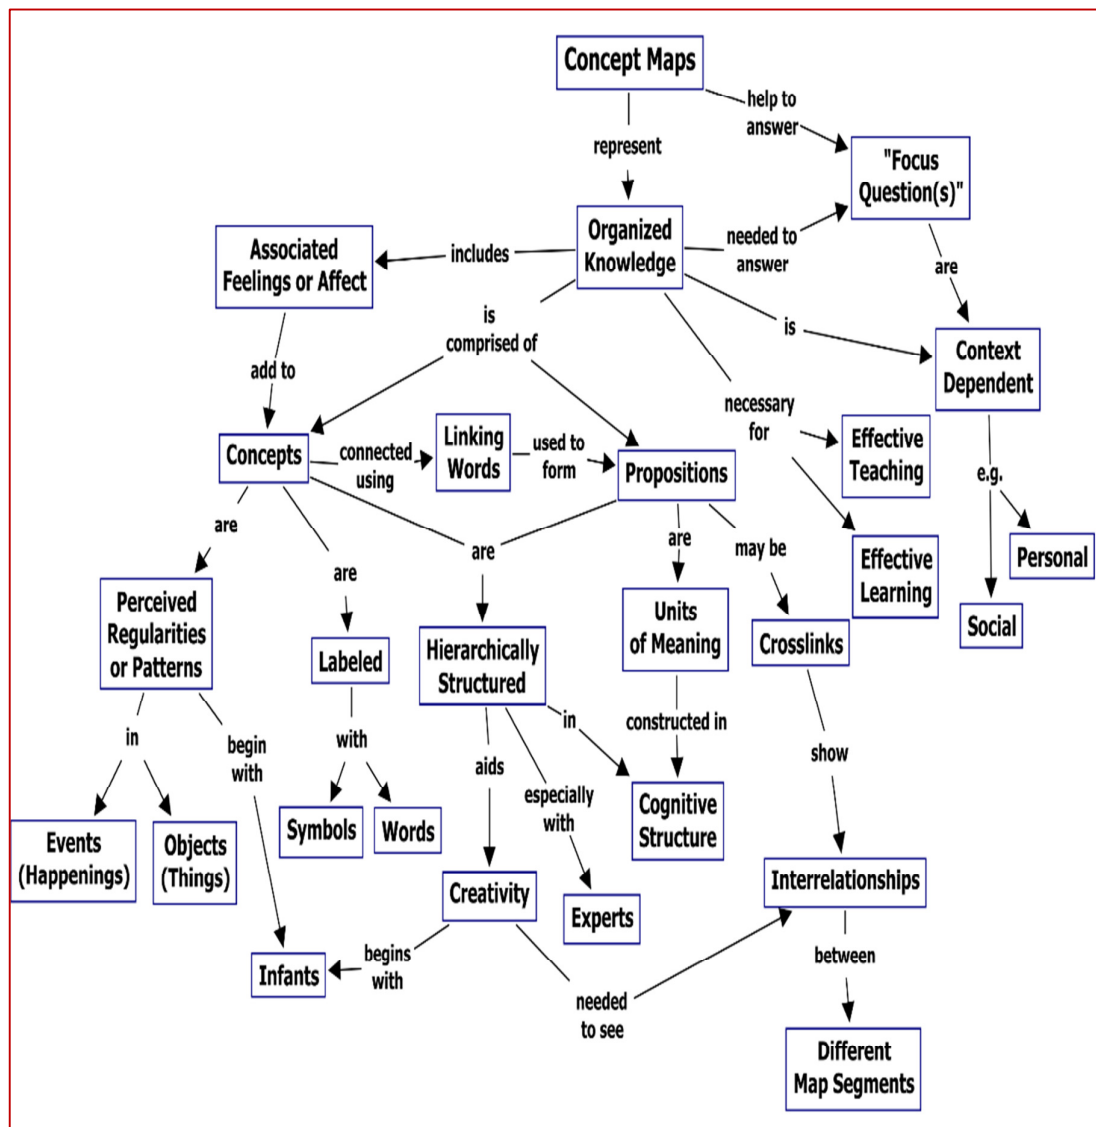 Concept Maps
help to
answer
represent
"Focus
Question(s)"
Organized
Knowledge
Associated
Feelings or Affect
includes
needed to
answer
are
is
comprised of
is
Context
Dependent
add to
necessary
for
Concepts
connected
using
Linking
Words
used to
form
Propositions
Effective
Teaching
e.g.
are
are
are
are
may be
Effective
Learning
Personal
Social
Perceived
Regularities
or Patterns
Labeled
Hierarchically
Structured
Units
of Meaning
Crosslinks
in
begin
with
with
aids
especially
with
in
constructed in
show
Events
(Happenings)
Objects
(Things)
Symbols
Words
Cognitive
Structure
Creativity
Experts
Interrelationships
Infants
begins
with
needed
to see
between
Different
Map Segments